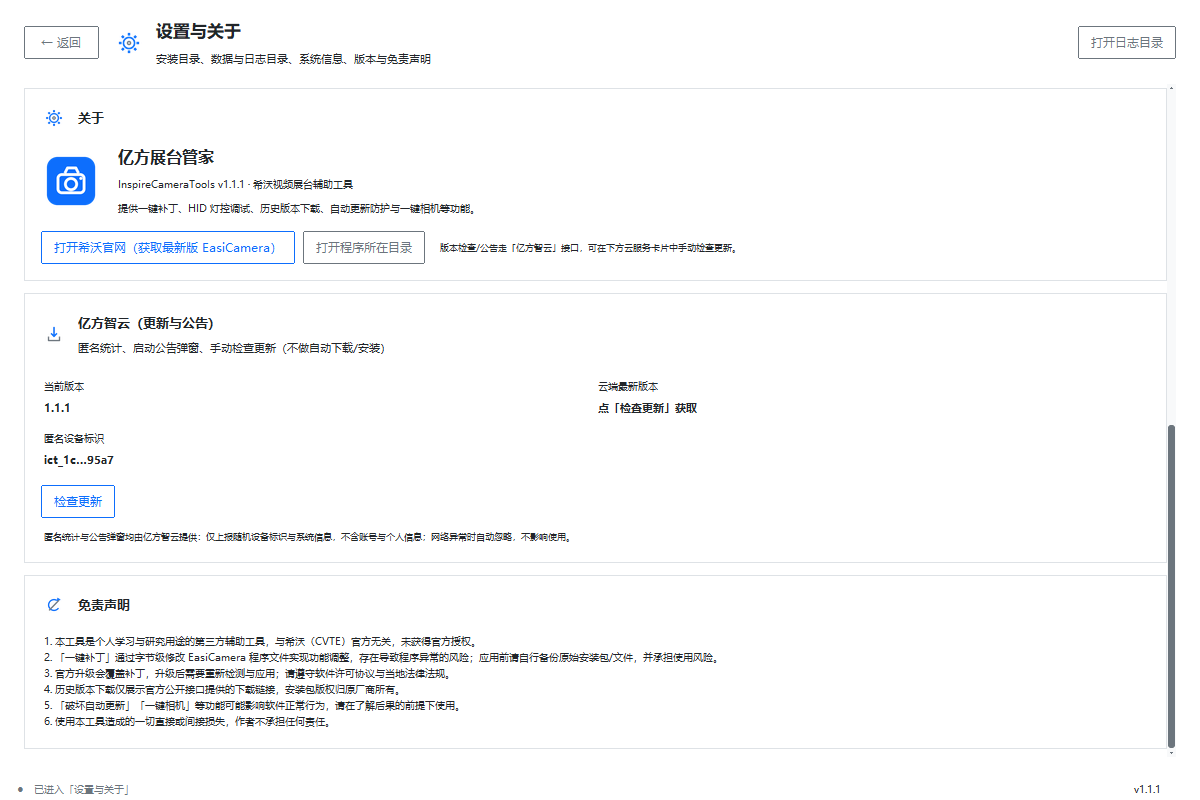 ← 返回
设置与关于
安装目录、数据与日志目录、系统信息、版本与免责声明
打开日志目录
关于
亿方展台管家
InspireCameraTools v1.1.1 · 希沃视频展台辅助工具
提供一键补丁、HID 灯控调试、历史版本下载、自动更新防护与一键相机等功能。
打开希沃官网（获取最新版 EasiCamera）
打开程序所在目录
版本检查/公告走「亿方智云」接口，可在下方云服务卡片中手动检查更新。
亿方智云（更新与公告）
匿名统计、启动公告弹窗、手动检查更新（不做自动下载/安装）
当前版本
云端最新版本
1.1.1
点「检查更新」获取
匿名设备标识
ict_1c...95a7
检查更新
匿名统计与公告弹窗均由亿方智云提供：仅上报随机设备标识与系统信息，不含账号与个人信息；网络异常时自动忽略，不影响使用。
免责声明
1. 本工具是个人学习与研究用途的第三方辅助工具，与希沃（CVTE）官方无关，未获得官方授权。
2. 「一键补丁」通过字节级修改 EasiCamera 程序文件实现功能调整，存在导致程序异常的风险；应用前请自行备份原始安装包/文件，并承担使用风险。
3. 官方升级会覆盖补丁，升级后需要重新检测与应用；请遵守软件许可协议与当地法律法规。
4. 历史版本下载仅展示官方公开接口提供的下载链接，安装包版权归原厂商所有。
5. 「破坏自动更新」「一键相机」等功能可能影响软件正常行为，请在了解后果的前提下使用。
6. 使用本工具造成的一切直接或间接损失，作者不承担任何责任。
已进入「设置与关于」
v1.1.1